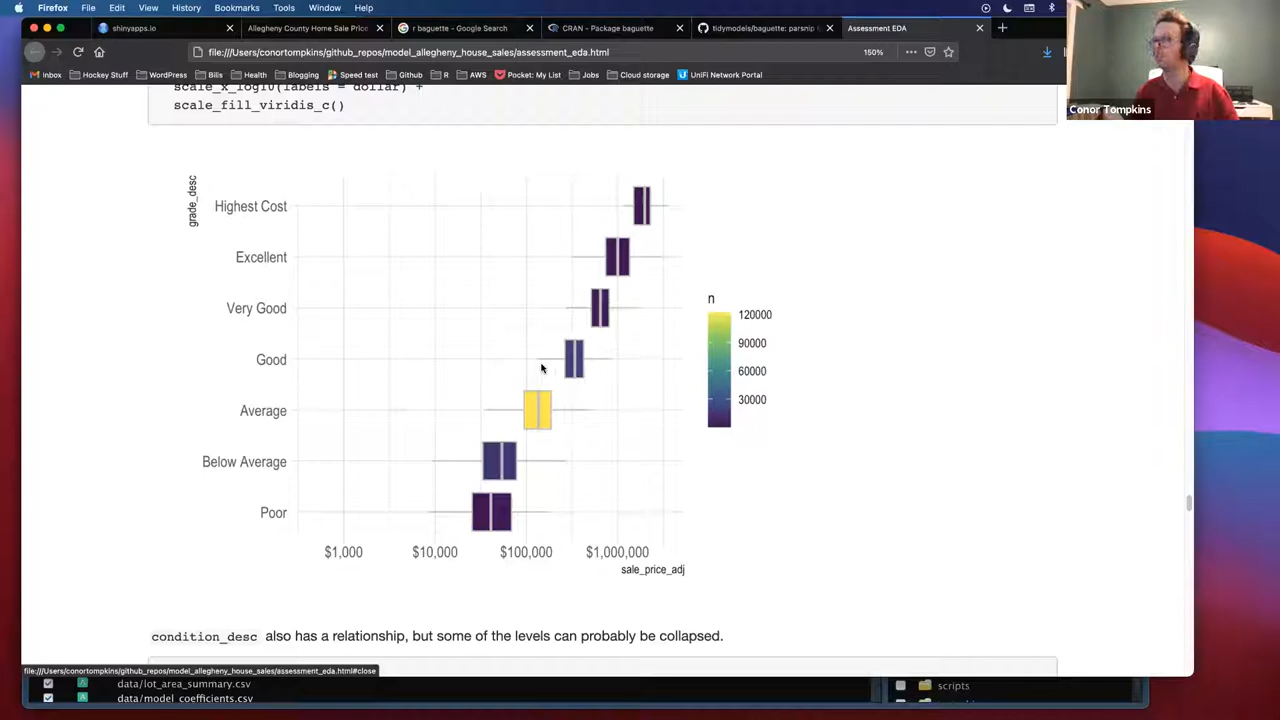 Firefox File Edit View History Bookmarks Tools Window Help
shinyapps.io
Allegheny County Home Sale Price
r baguette - Google Search
CRAN - Package baguette
tidymodels/baguette: parsnip
Assessment EDA
file:///Users/conortompkins/github_repos/model_allegheny_house_sales/assessment_eda.html
150%
Inbox Hockey Stuff WordPress Bills Health Blogging Speed test Github R AWS Pocket: My List Jobs Cloud storage UniFi Network Portal
Conor Tompkins
scale_x_log10(labels = dollar) +
scale_fill_viridis_c()
grade_desc
Highest Cost
Excellent
Very Good
Good
Average
Below Average
Poor
$1,000 $10,000 $100,000 $1,000,000
sale_price_adj
n
120000
90000
60000
30000
condition_desc also has a relationship, but some of the levels can probably be collapsed.
file:///Users/conortompkins/github_repos/model_allegheny_house_sales/assessment_eda.html#close
data/lot_area_summary.csv
data/model_coefficients.csv
scripts